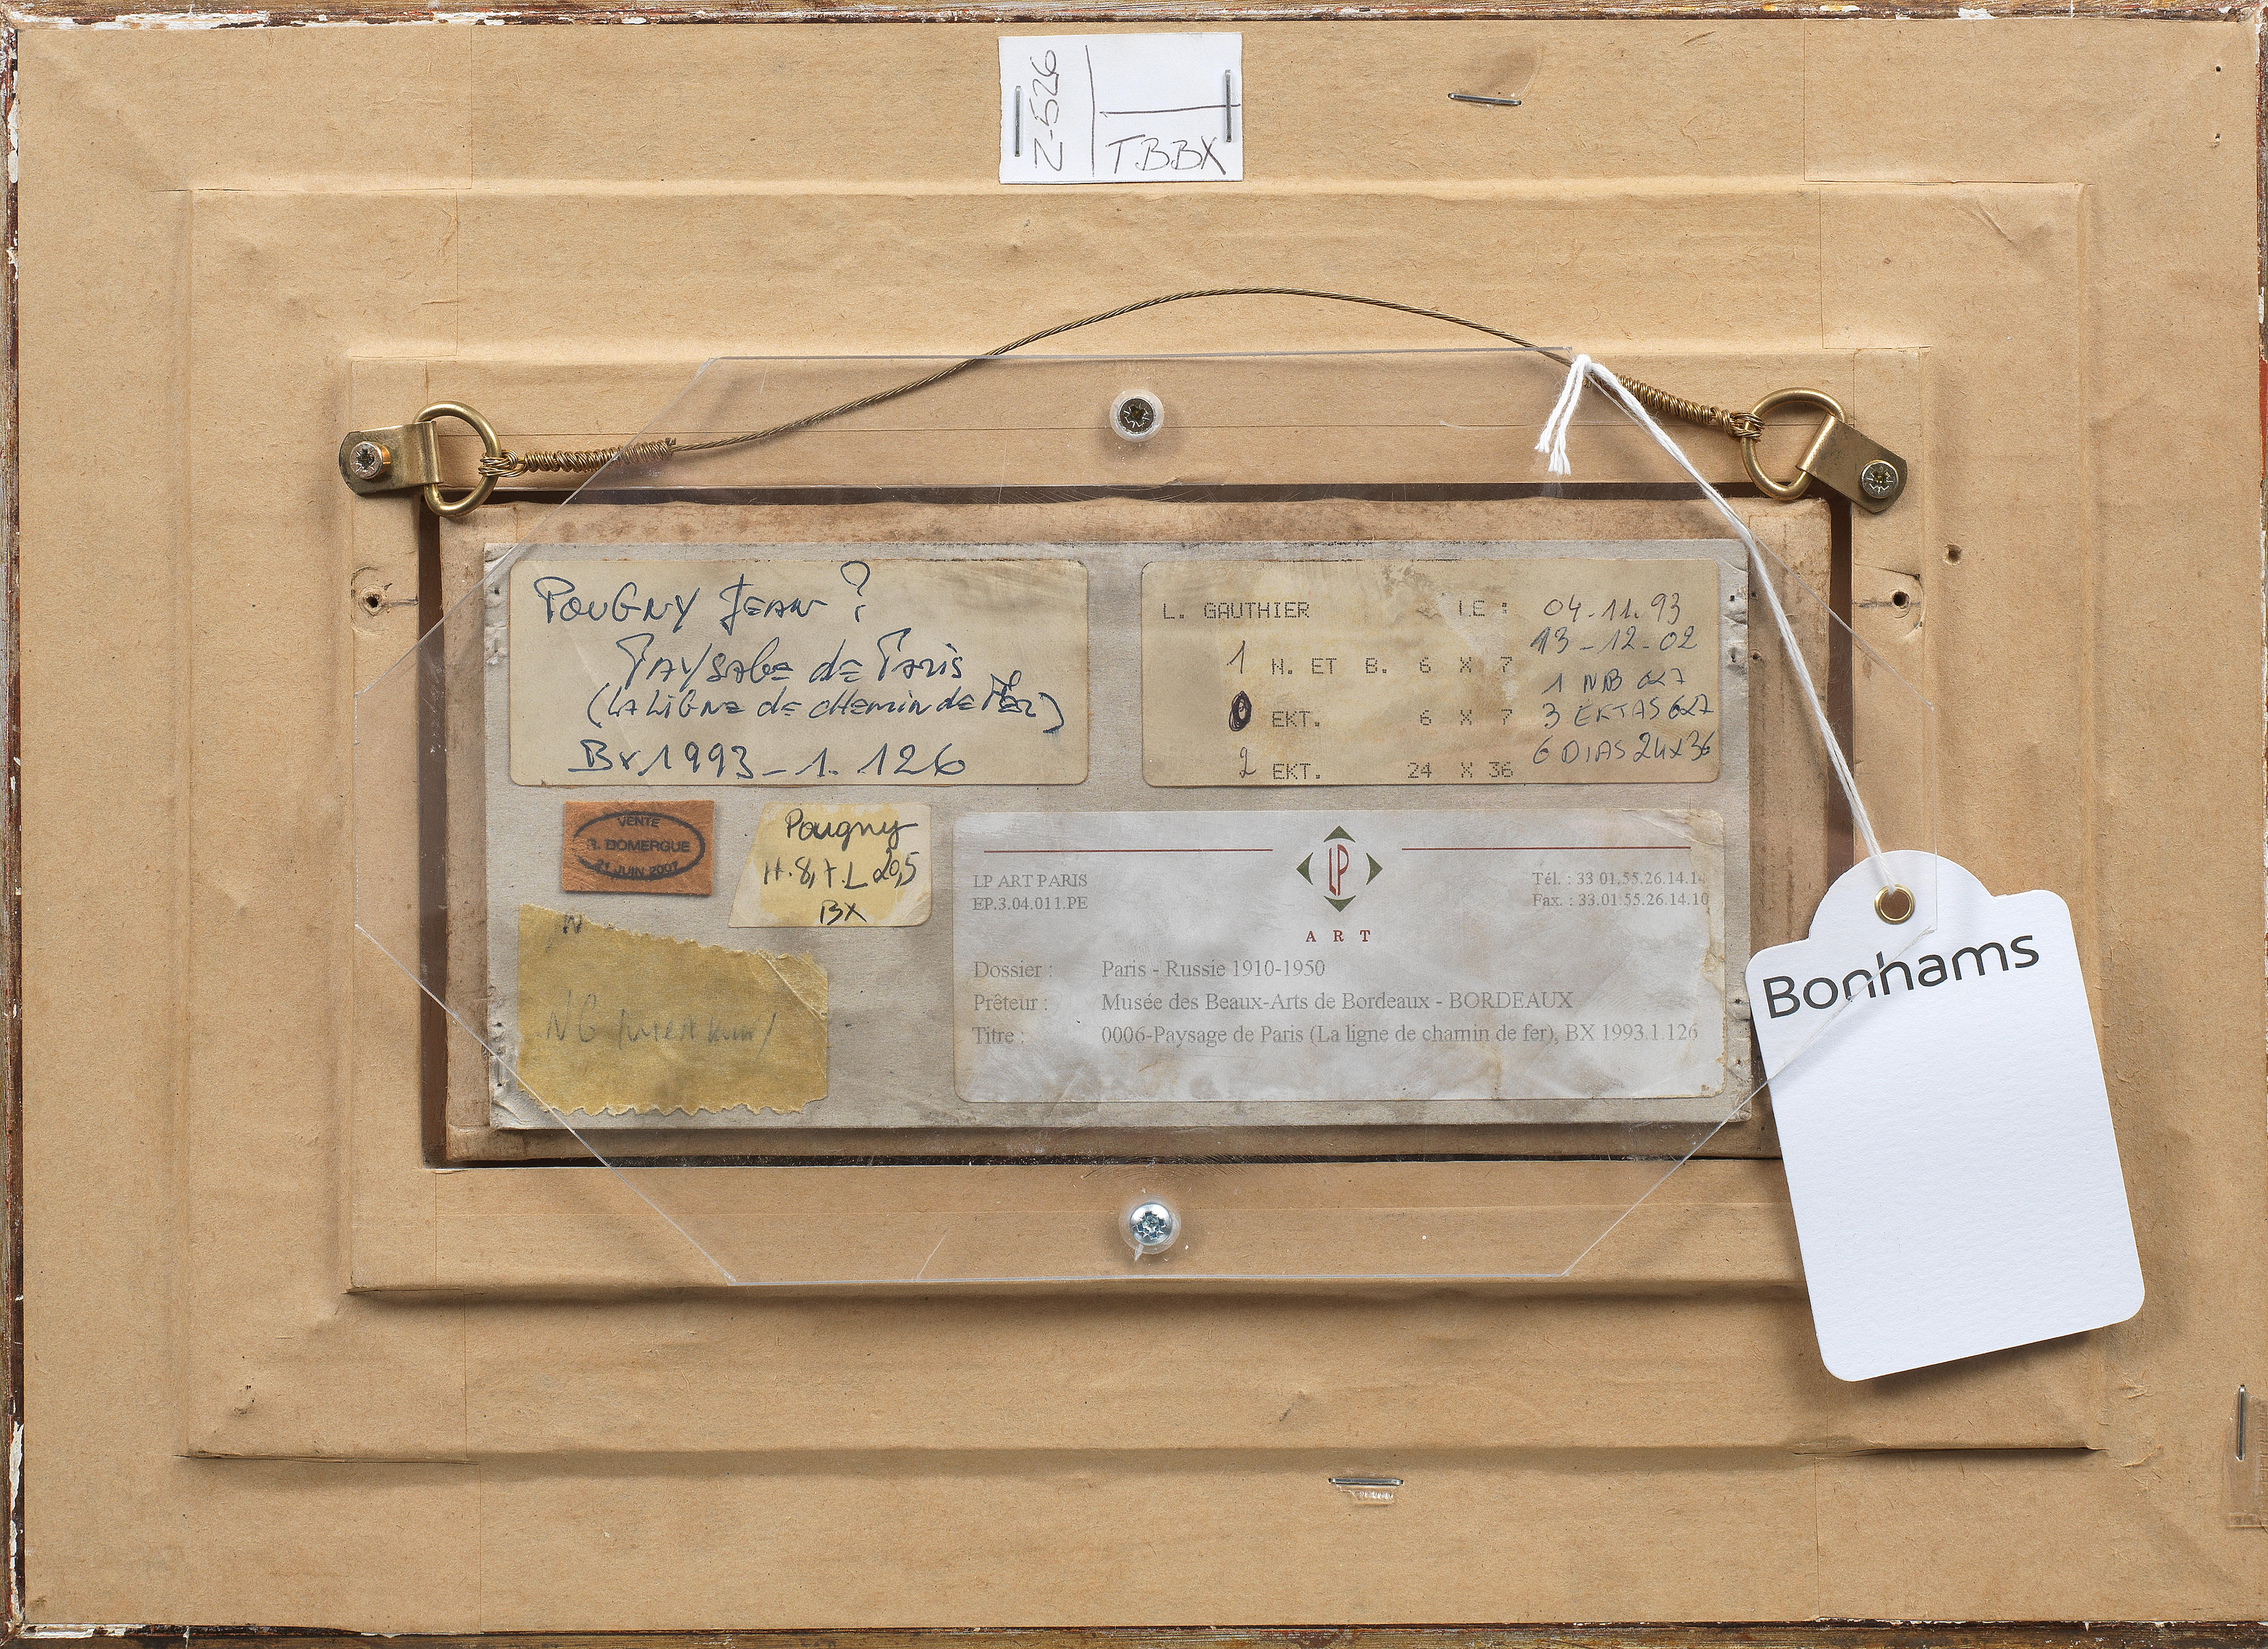 Z-526
T.B.BX
POUGNY JEAN ?
PAYSAGE de PARIS
(LA LIGNE de CHEMIN de FER)
Bx 1993-1.126
L. GAUTHIER LE : 04-11.93
13-12-02
1 N. ET B. 6 X 7
1 NB 6x7
0 EKT. 6 X 7
3 EKTAS 6x7
2 EKT. 24 X 36
6 DIAS 24x36
VENTE
R. DOMERGUE
21 JUIN 2007
Pougny
H.8,7.L 20,5
BX
N
NG
LP
ART
LP ART PARIS
EP.3.04.011.PE
Tél. : 33 01.55.26.14.14
Fax. : 33.01.55.26.14.10
Dossier : Paris - Russie 1910-1950
Prêteur : Musée des Beaux-Arts de Bordeaux - BORDEAUX
Titre : 0006-Paysage de Paris (La ligne de chamin de fer), BX 1993.1.126
Bonhams